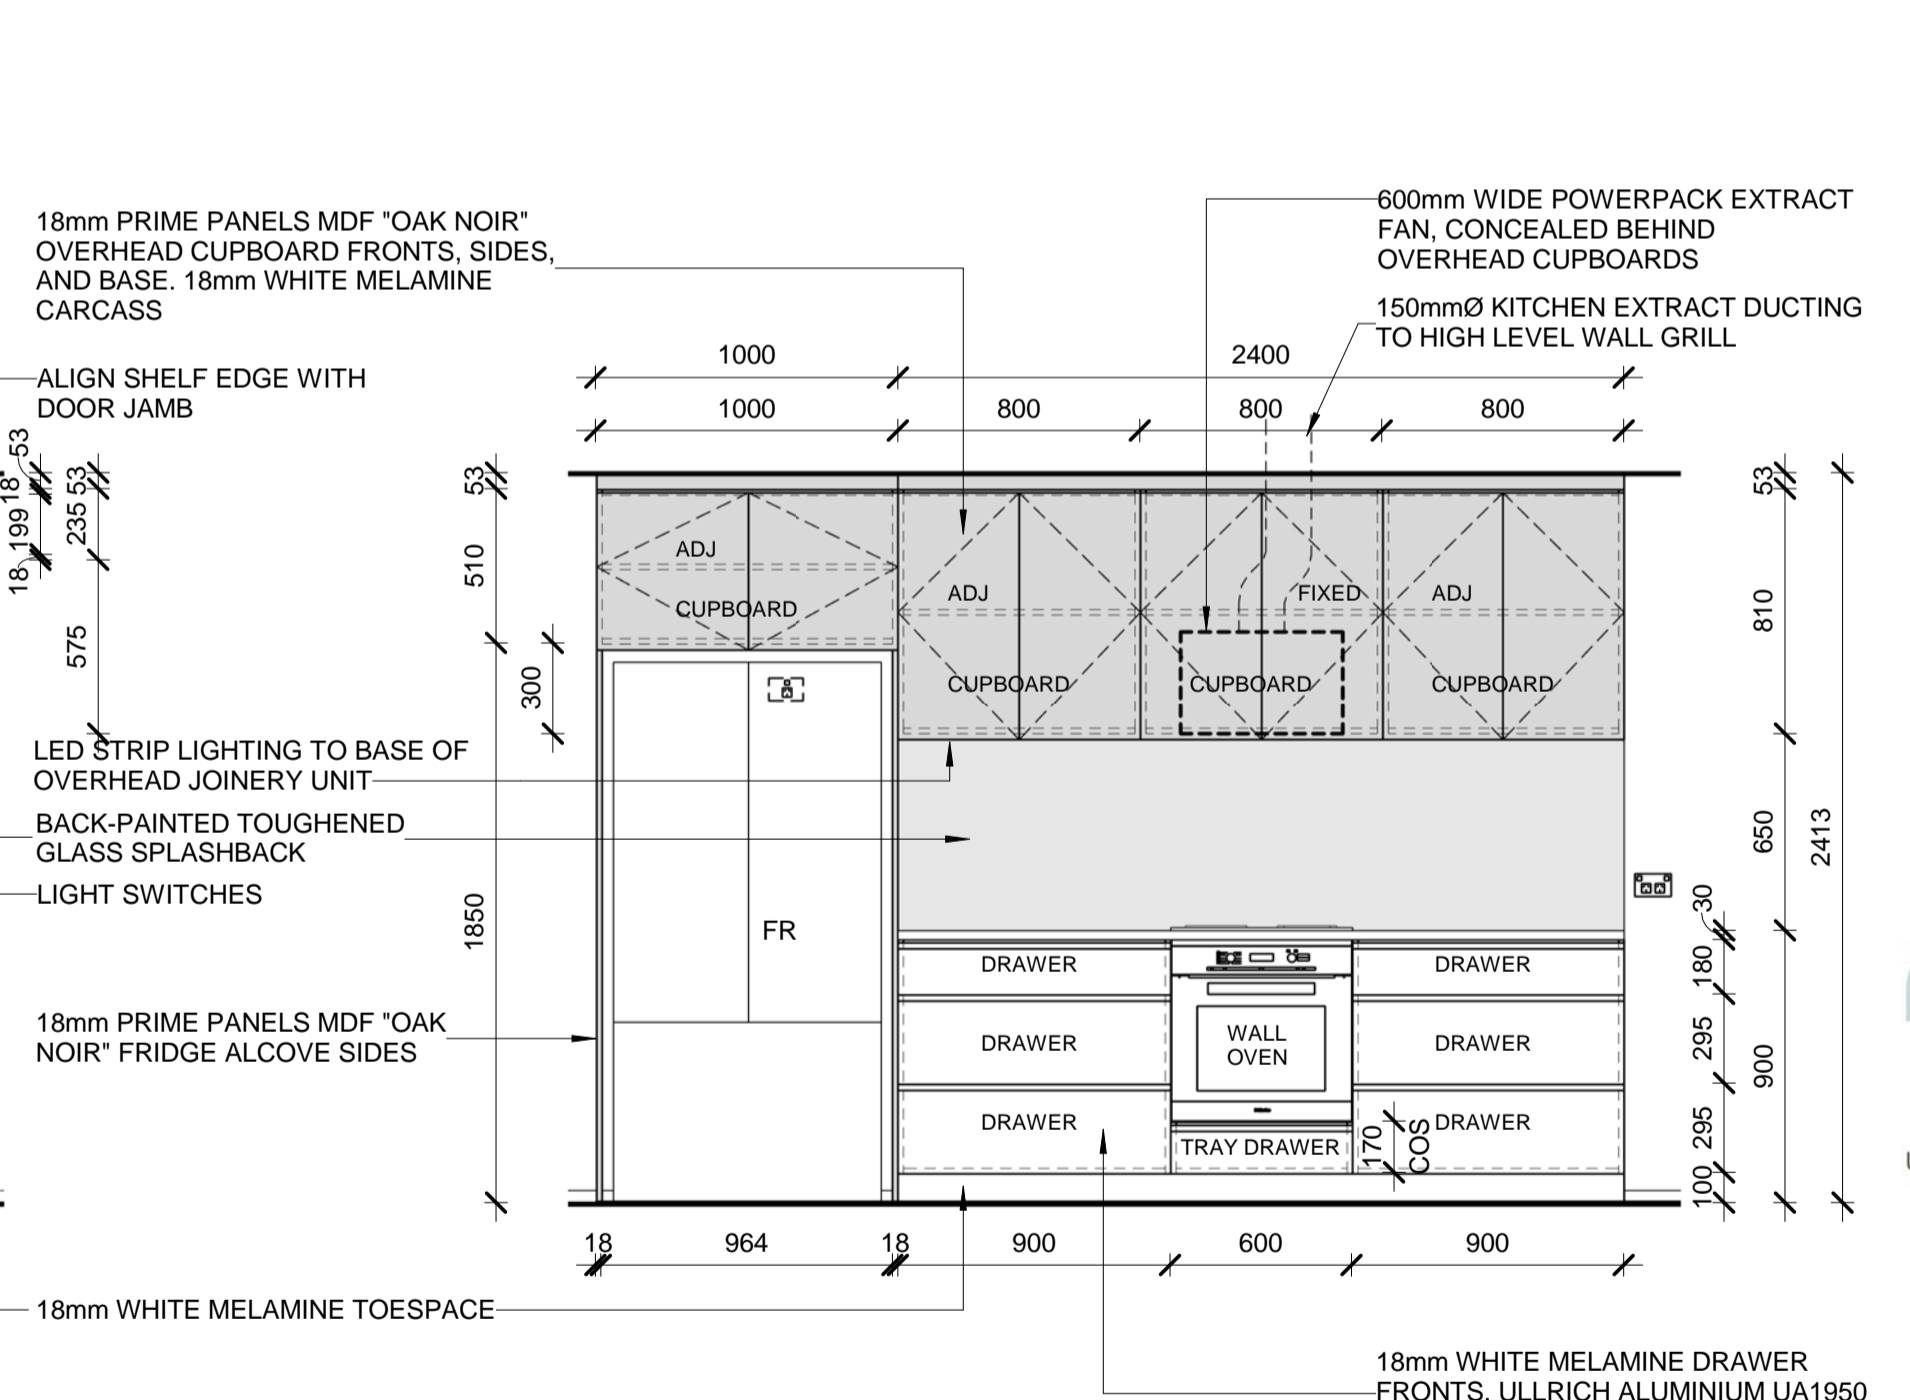 18mm PRIME PANELS MDF "OAK NOIR"
OVERHEAD CUPBOARD FRONTS, SIDES,
AND BASE. 18mm WHITE MELAMINE
CARCASS
600mm WIDE POWERPACK EXTRACT
FAN, CONCEALED BEHIND
OVERHEAD CUPBOARDS
150mmØ KITCHEN EXTRACT DUCTING
TO HIGH LEVEL WALL GRILL
ALIGN SHELF EDGE WITH
DOOR JAMB
1000
2400
1000
800
800
800
53
18
199
18
53
235
575
53
510
1850
300
ADJ
CUPBOARD
ADJ
CUPBOARD
FIXED
CUPBOARD
ADJ
CUPBOARD
53
810
650
900
2413
30
180
295
295
100
LED STRIP LIGHTING TO BASE OF
OVERHEAD JOINERY UNIT
BACK-PAINTED TOUGHENED
GLASS SPLASHBACK
LIGHT SWITCHES
FR
DRAWER
DRAWER
DRAWER
WALL
OVEN
TRAY DRAWER
170
COS
DRAWER
DRAWER
DRAWER
18mm PRIME PANELS MDF "OAK
NOIR" FRIDGE ALCOVE SIDES
18
964
18
900
600
900
18mm WHITE MELAMINE TOESPACE
18mm WHITE MELAMINE DRAWER
FRONTS. ULLRICH ALUMINIUM UA1950